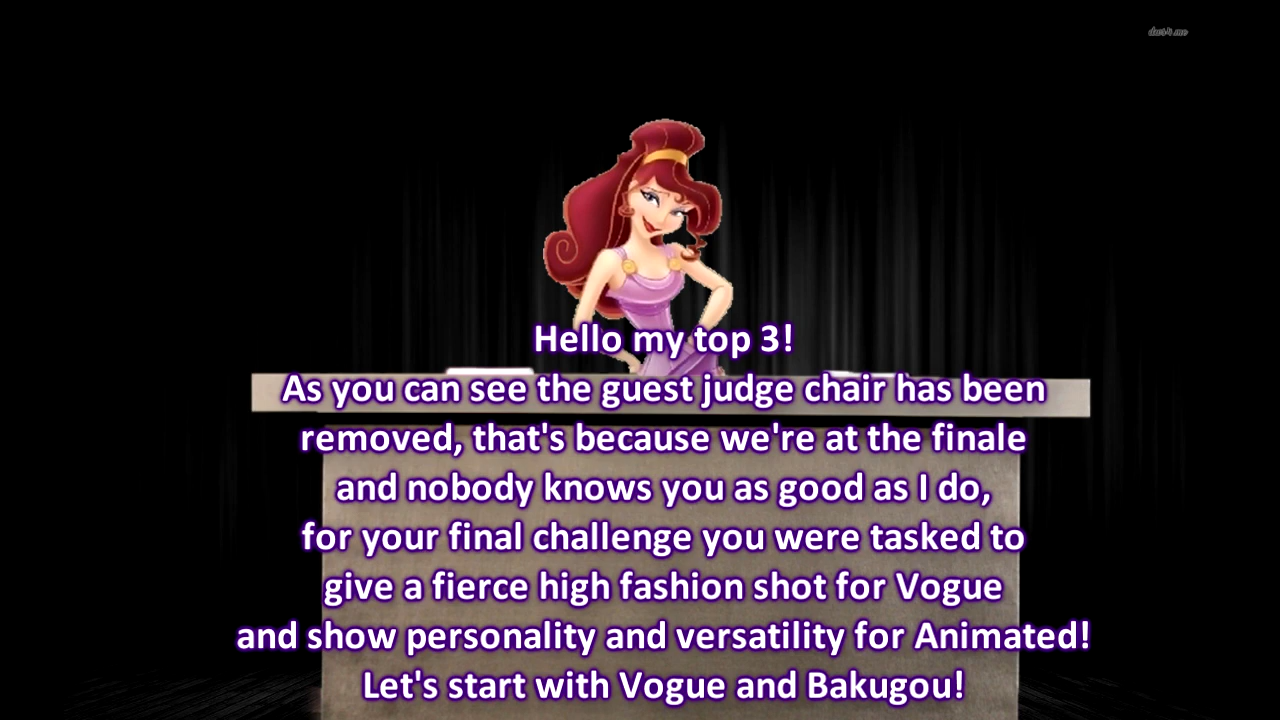 Hello my top 3!
As you can see the guest judge chair has been
removed, that's because we're at the finale
and nobody knows you as good as I do,
for your final challenge you were tasked to
give a fierce high fashion shot for Vogue
and show personality and versatility for Animated!
Let's start with Vogue and Bakugou!